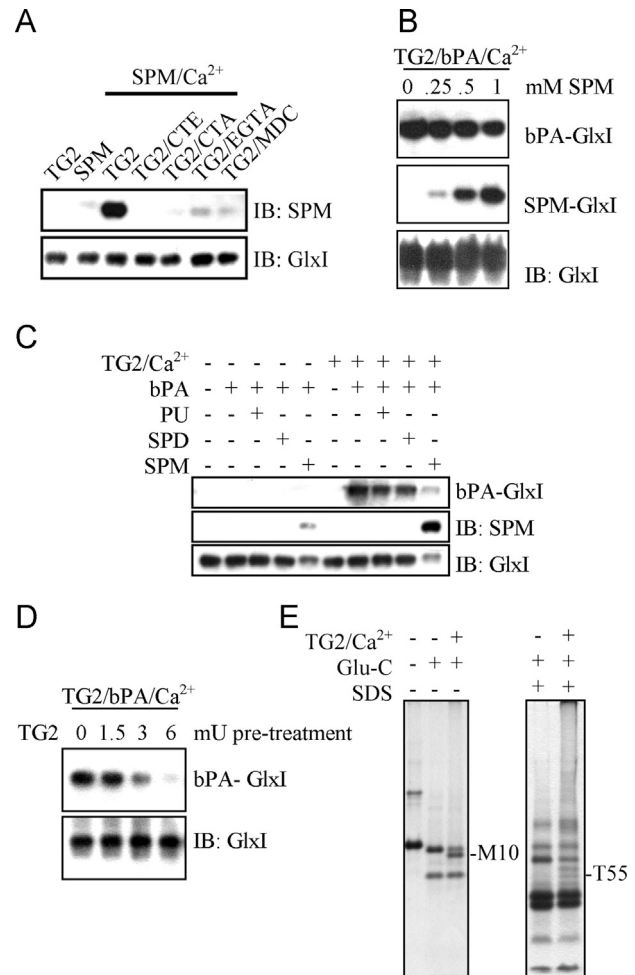 A
SPM/Ca²⁺
TG2 SPM TG2 TG2/CTE TG2/CTA TG2/EGTA TG2/MDC
IB: SPM
IB: GlxI
B
TG2/bPA/Ca²⁺
0 .25 .5 1 mM SPM
bPA-GlxI
SPM-GlxI
IB: GlxI
C
TG2/Ca²⁺ - - - - - + + + + +
bPA - + + + + - + + + +
PU - - + - - - - + - -
SPD - - - + - - - - + -
SPM - - - - + - - - - +
bPA-GlxI
IB: SPM
IB: GlxI
D
TG2/bPA/Ca²⁺
TG2 0 1.5 3 6 mU pre-treatment
bPA- GlxI
IB: GlxI
E
TG2/Ca²⁺ - - + - +
Glu-C - + + + +
SDS - - - + +
-M10
-T55